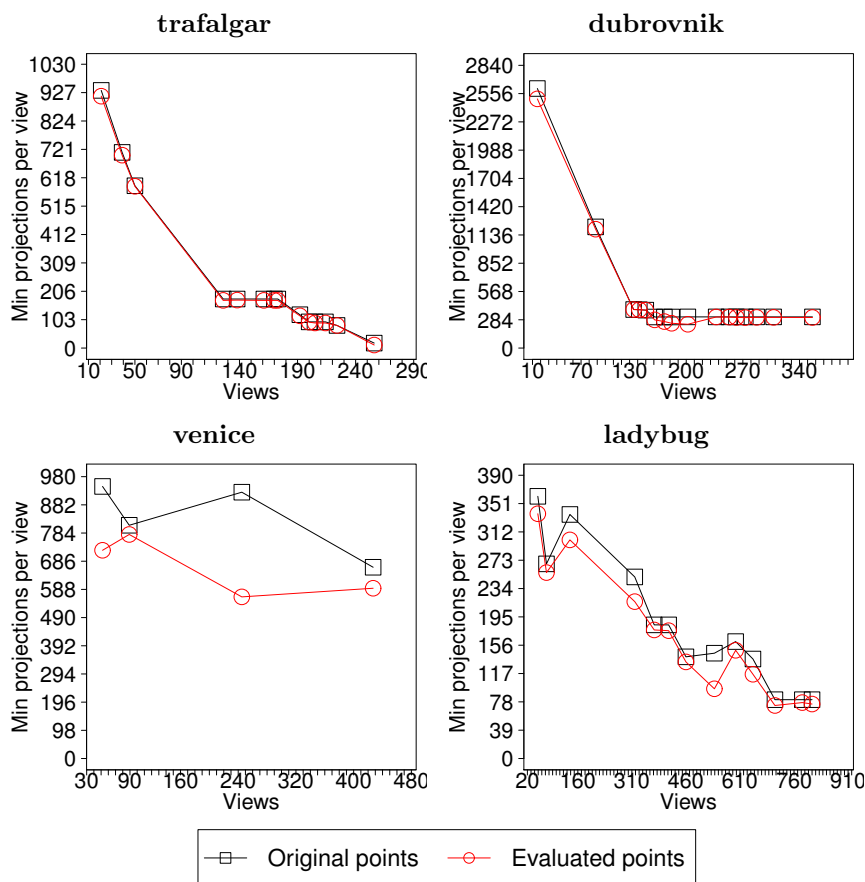 trafalgar
Min projections per view
1030
927
824
721
618
515
412
309
206
103
0
10 50 90 140 190 240 290
Views
dubrovnik
Min projections per view
2840
2556
2272
1988
1704
1420
1136
852
568
284
0
10 70 130 200 270 340
Views
venice
Min projections per view
980
882
784
686
588
490
392
294
196
98
0
30 90 160 240 320 400 480
Views
ladybug
Min projections per view
390
351
312
273
234
195
156
117
78
39
0
20 160 310 460 610 760 910
Views
Original points Evaluated points